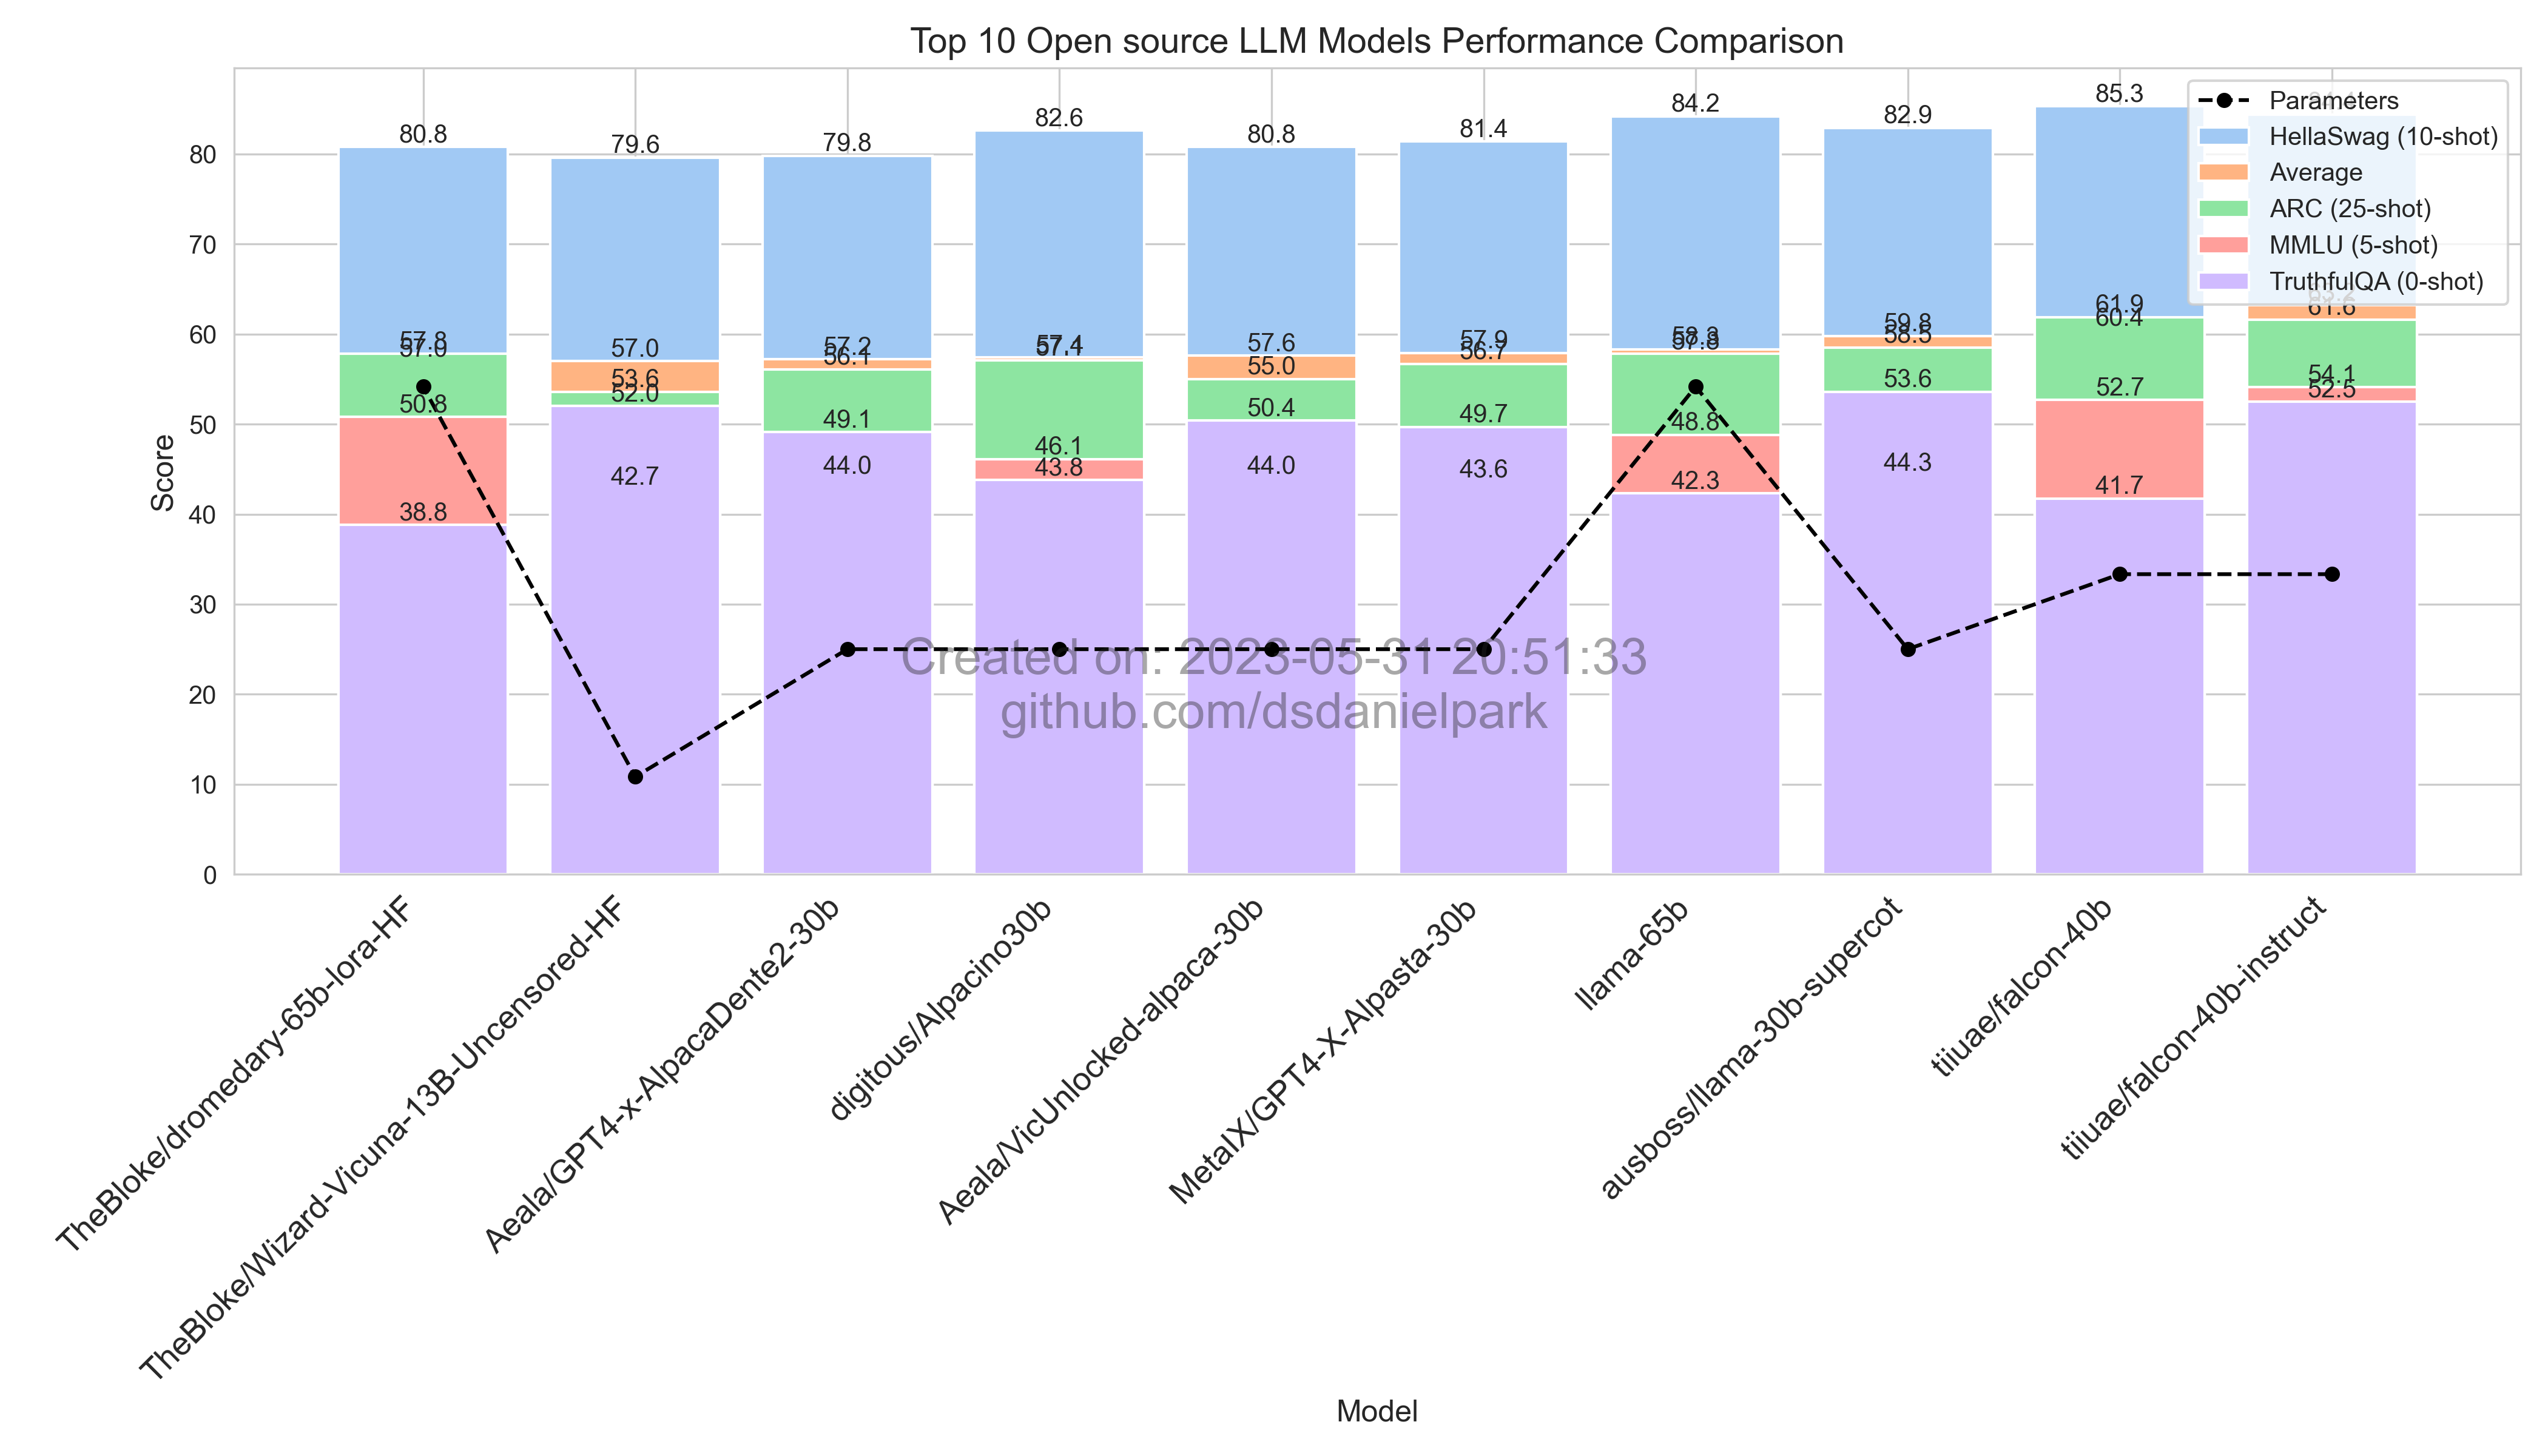 Top 10 Open source LLM Models Performance Comparison
Parameters
HellaSwag (10-shot)
Average
ARC (25-shot)
MMLU (5-shot)
TruthfulQA (0-shot)
Score
80
70
60
50
40
30
20
10
0
80.8
57.8
57.0
50.8
38.8
79.6
57.0
53.6
52.0
42.7
79.8
57.2
56.1
49.1
44.0
82.6
57.4
57.1
46.1
43.8
80.8
57.6
55.0
50.4
44.0
81.4
57.9
56.7
49.7
43.6
84.2
58.3
57.8
48.8
42.3
82.9
59.8
58.5
53.6
44.3
85.3
61.9
60.4
52.7
41.7
61.6
54.1
52.5
Created on: 2023-05-31 20:51:33
github.com/dsdanielpark
TheBloke/dromedary-65b-lora-HF
TheBloke/Wizard-Vicuna-13B-Uncensored-HF
Aeala/GPT4-x-AlpacaDente2-30b
digitous/Alpacino30b
Aeala/VicUnlocked-alpaca-30b
MetaIX/GPT4-X-Alpasta-30b
llama-65b
ausboss/llama-30b-supercot
tiiuae/falcon-40b
tiiuae/falcon-40b-instruct
Model